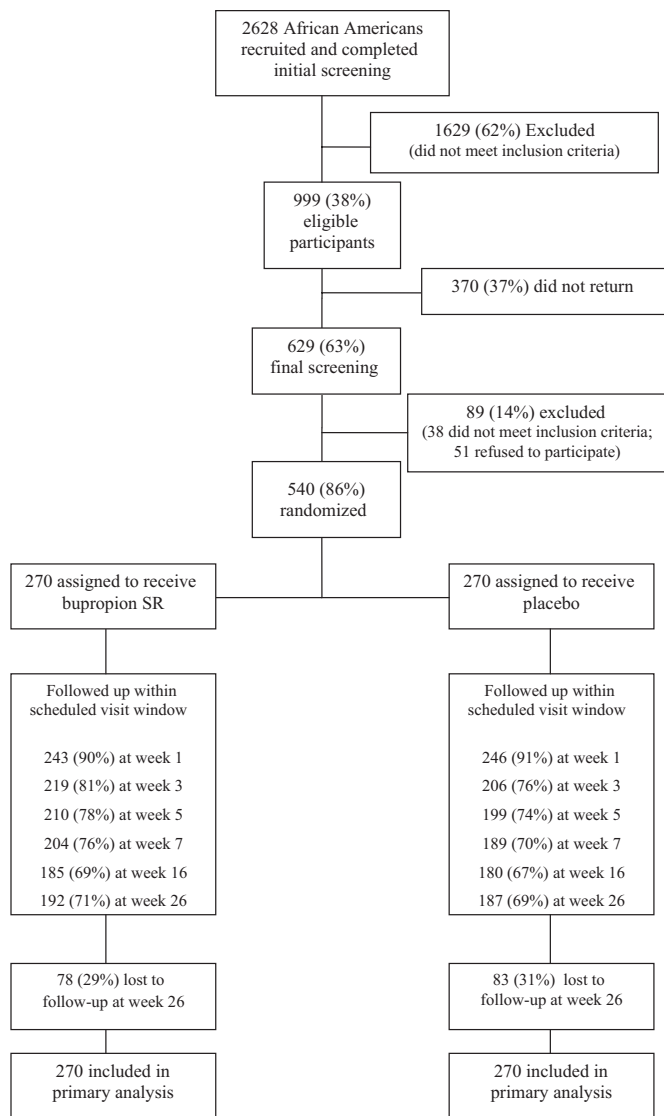 2628 African Americans
recruited and completed
initial screening
1629 (62%) Excluded
(did not meet inclusion criteria)
999 (38%)
eligible
participants
370 (37%) did not return
629 (63%)
final screening
89 (14%) excluded
(38 did not meet inclusion criteria;
51 refused to participate)
540 (86%)
randomized
270 assigned to receive
bupropion SR
270 assigned to receive
placebo
Followed up within
scheduled visit window
243 (90%) at week 1
219 (81%) at week 3
210 (78%) at week 5
204 (76%) at week 7
185 (69%) at week 16
192 (71%) at week 26
Followed up within
scheduled visit window
246 (91%) at week 1
206 (76%) at week 3
199 (74%) at week 5
189 (70%) at week 7
180 (67%) at week 16
187 (69%) at week 26
78 (29%) lost to
follow-up at week 26
83 (31%) lost to
follow-up at week 26
270 included in
primary analysis
270 included in
primary analysis